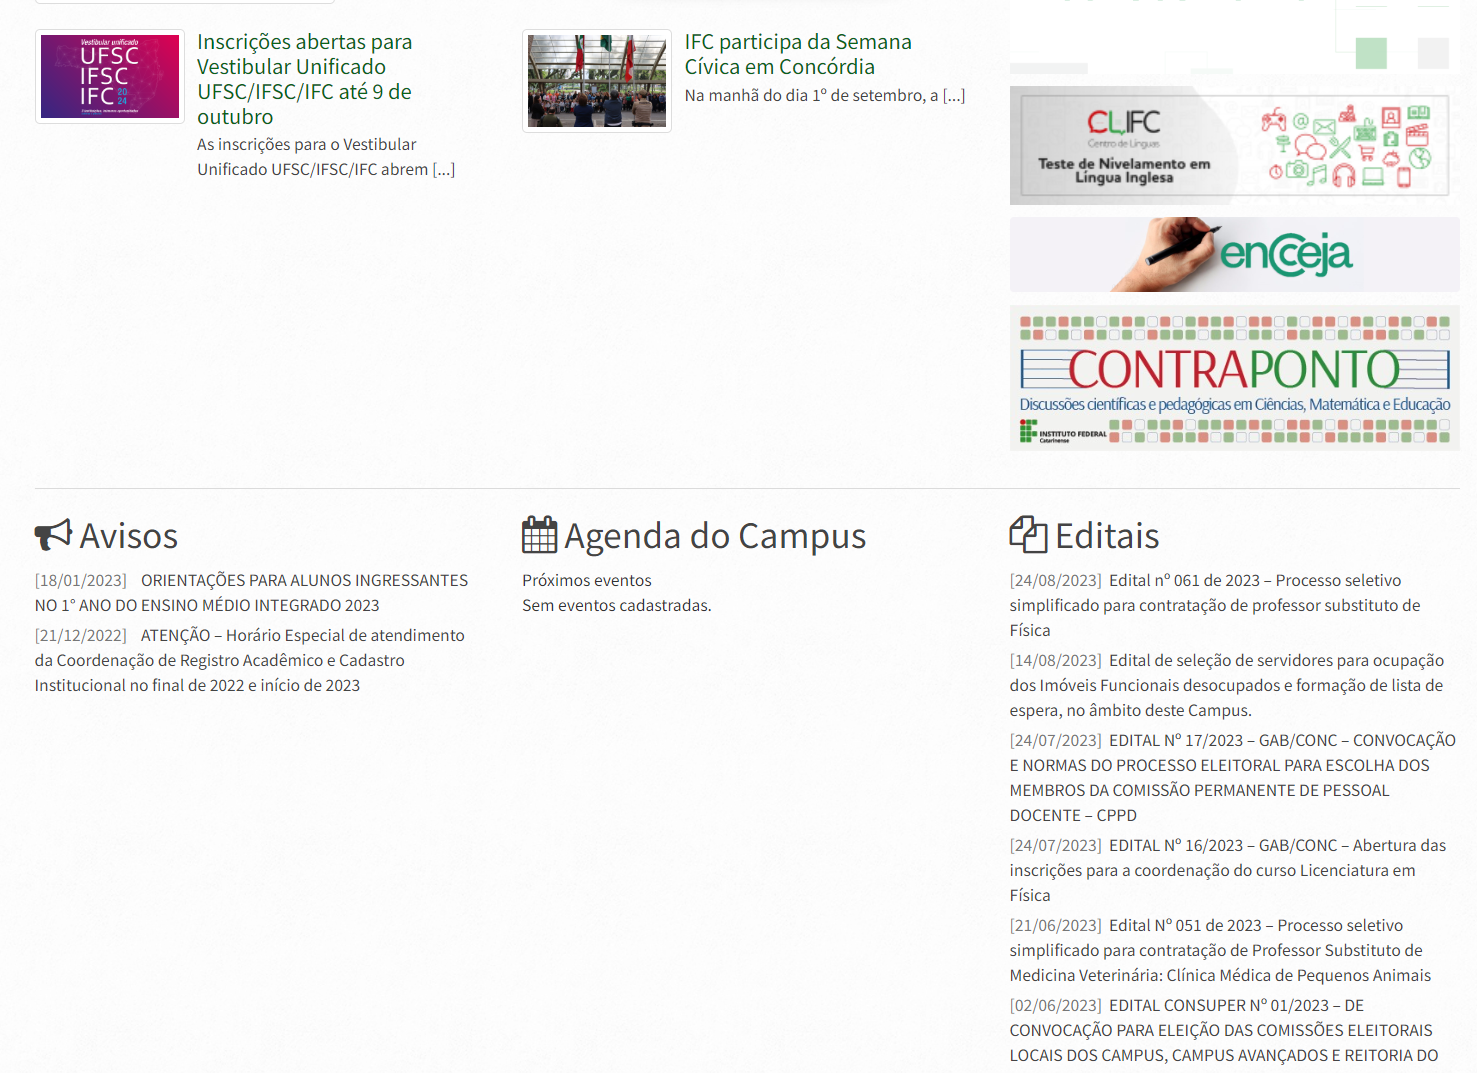 Vestibular unificado
UFSC
IFSC
IFC 20
24
Inscrições abertas para
Vestibular Unificado
UFSC/IFSC/IFC até 9 de
outubro
As inscrições para o Vestibular
Unificado UFSC/IFSC/IFC abrem [...]
IFC participa da Semana
Cívica em Concórdia
Na manhã do dia 1º de setembro, a [...]
CLIFC
Centro de Línguas
Teste de Nivelamento em
Língua Inglesa
encceja
CONTRAPONTO
Discussões científicas e pedagógicas em Ciências, Matemática e Educação
INSTITUTO FEDERAL
Catarinense
Avisos
[18/01/2023] ORIENTAÇÕES PARA ALUNOS INGRESSANTES
NO 1° ANO DO ENSINO MÉDIO INTEGRADO 2023
[21/12/2022] ATENÇÃO – Horário Especial de atendimento
da Coordenação de Registro Acadêmico e Cadastro
Institucional no final de 2022 e início de 2023
Agenda do Campus
Próximos eventos
Sem eventos cadastradas.
Editais
[24/08/2023] Edital nº 061 de 2023 – Processo seletivo
simplificado para contratação de professor substituto de
Física
[14/08/2023] Edital de seleção de servidores para ocupação
dos Imóveis Funcionais desocupados e formação de lista de
espera, no âmbito deste Campus.
[24/07/2023] EDITAL Nº 17/2023 – GAB/CONC – CONVOCAÇÃO
E NORMAS DO PROCESSO ELEITORAL PARA ESCOLHA DOS
MEMBROS DA COMISSÃO PERMANENTE DE PESSOAL
DOCENTE – CPPD
[24/07/2023] EDITAL Nº 16/2023 – GAB/CONC – Abertura das
inscrições para a coordenação do curso Licenciatura em
Física
[21/06/2023] Edital Nº 051 de 2023 – Processo seletivo
simplificado para contratação de Professor Substituto de
Medicina Veterinária: Clínica Médica de Pequenos Animais
[02/06/2023] EDITAL CONSUPER Nº 01/2023 – DE
CONVOCAÇÃO PARA ELEIÇÃO DAS COMISSÕES ELEITORAIS
LOCAIS DOS CAMPUS, CAMPUS AVANÇADOS E REITORIA DO